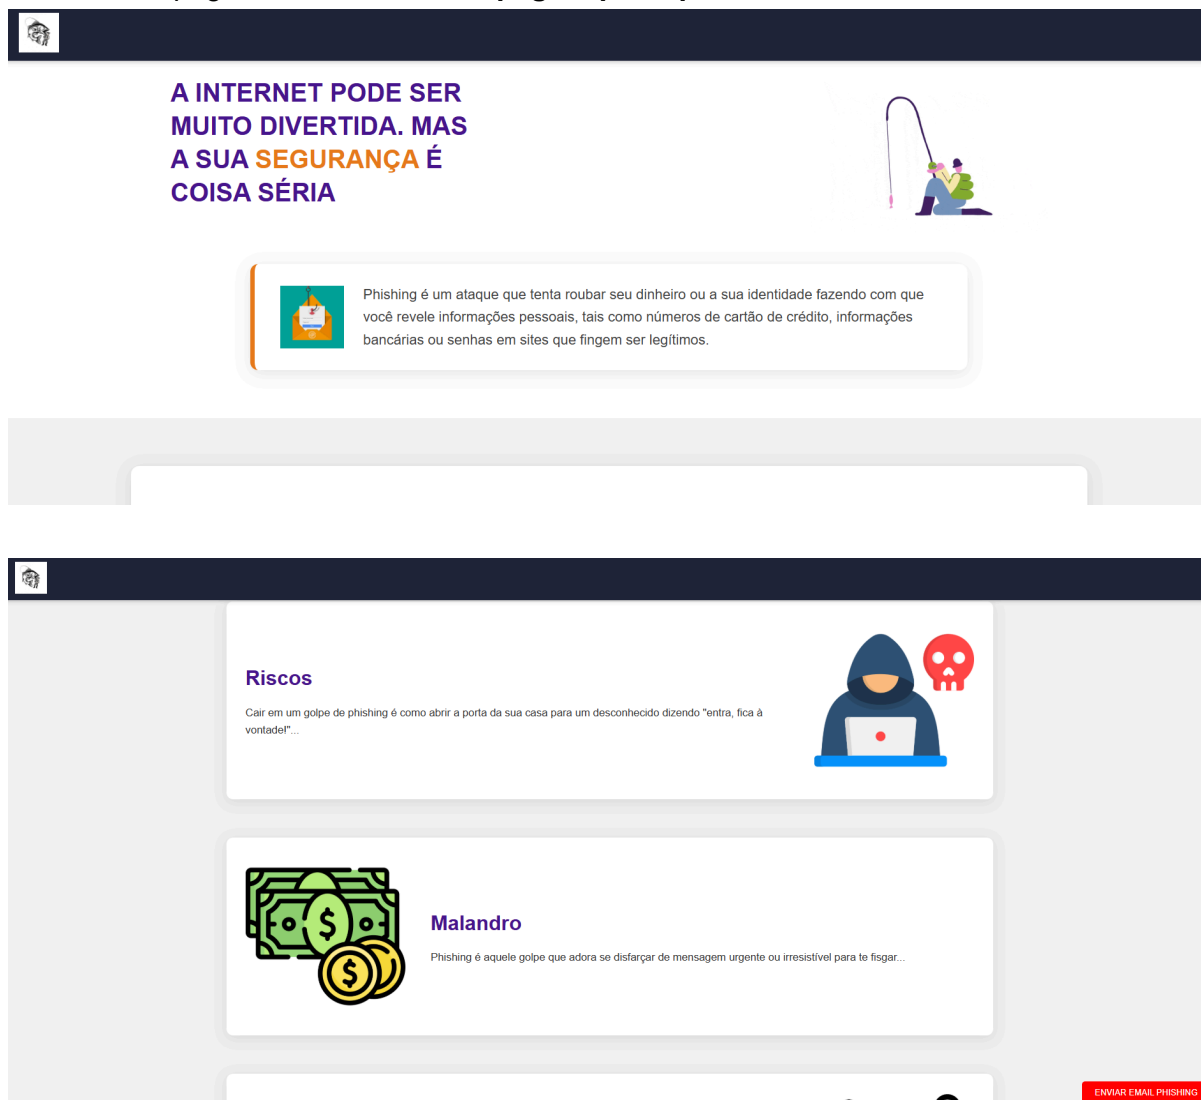 A INTERNET PODE SER
MUITO DIVERTIDA. MAS
A SUA SEGURANÇA É
COISA SÉRIA
Phishing é um ataque que tenta roubar seu dinheiro ou a sua identidade fazendo com que
você revele informações pessoais, tais como números de cartão de crédito, informações
bancárias ou senhas em sites que fingem ser legítimos.
Riscos
Cair em um golpe de phishing é como abrir a porta da sua casa para um desconhecido dizendo "entra, fica à
vontade!"...
Malandro
Phishing é aquele golpe que adora se disfarçar de mensagem urgente ou irresistível para te fisgar...
ENVIAR EMAIL PHISHING